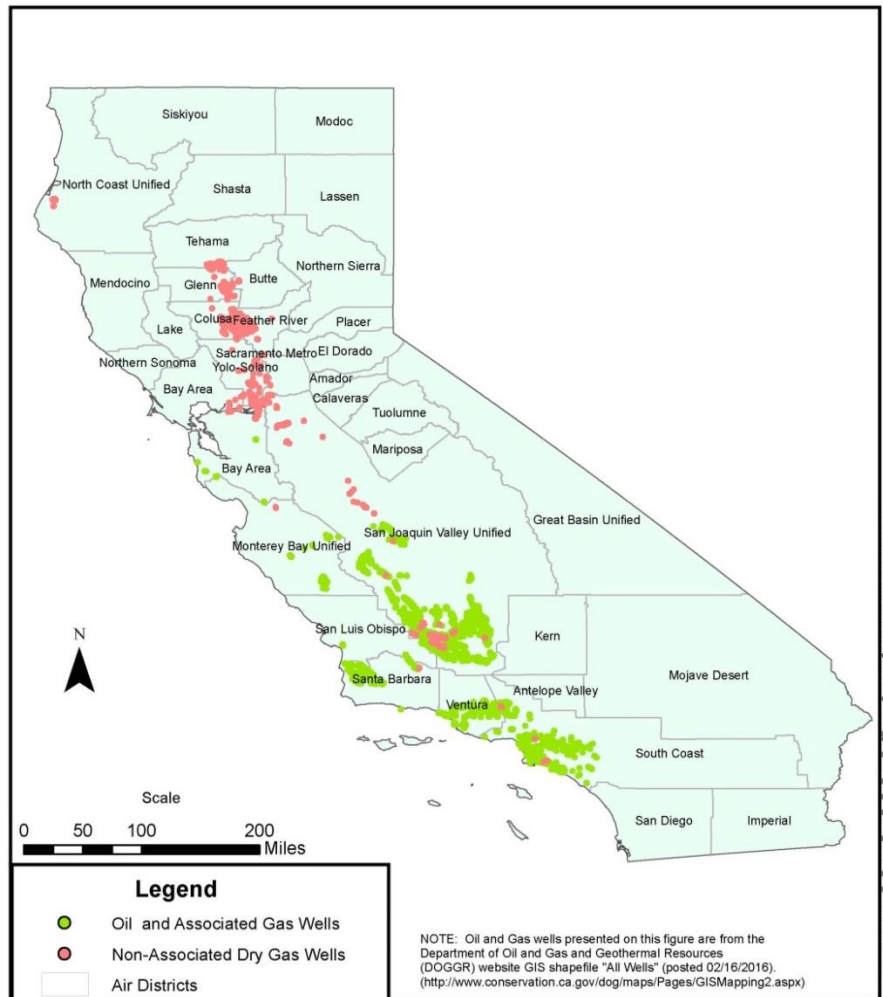 Siskiyou
Modoc
North Coast Unified
Shasta
Lassen
Tehama
Northern Sierra
Mendocino
Glenn
Butte
Lake
Colusa
Feather River
Placer
Northern Sonoma
Sacramento Metro
El Dorado
Yolo-Solano
Bay Area
Amador
Calaveras
Tuolumne
Mariposa
Bay Area
San Joaquin Valley Unified
Great Basin Unified
Monterey Bay Unified
San Luis Obispo
Kern
N
Santa Barbara
Mojave Desert
Ventura
Antelope Valley
South Coast
San Diego
Imperial
Scale
0 50 100 200
Miles
Legend
Oil and Associated Gas Wells
Non-Associated Dry Gas Wells
Air Districts
NOTE: Oil and Gas wells presented on this figure are from the
Department of Oil and Gas and Geothermal Resources
(DOGGR) website GIS shapefile "All Wells" (posted 02/16/2016).
(http://www.conservation.ca.gov/dog/maps/Pages/GISMapping2.aspx)